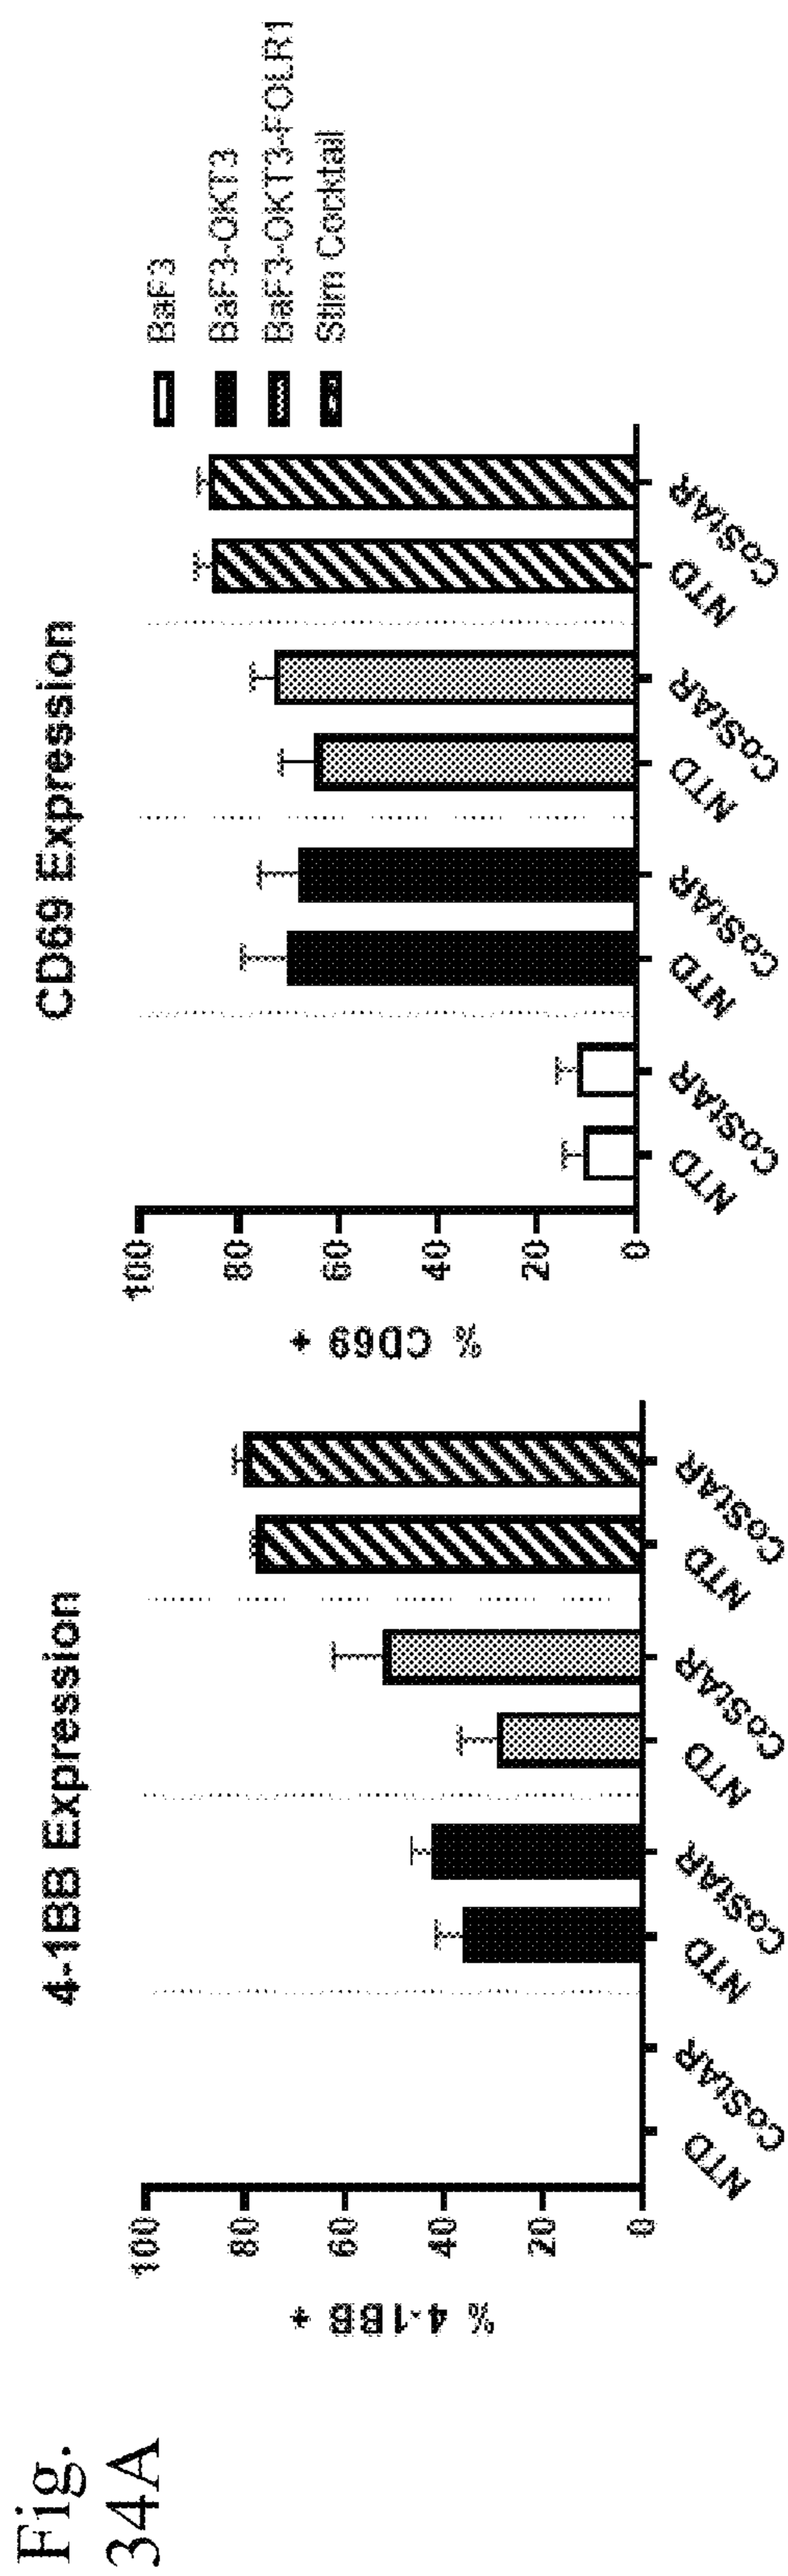 Fig.
34A
4-1BB Expression
% 4-1BB +
100
80
60
40
20
0
NTD
CoStAR
NTD
CoStAR
NTD
CoStAR
NTD
CoStAR
CD69 Expression
% CD69 +
100
80
60
40
20
0
NTD
CoStAR
NTD
CoStAR
NTD
CoStAR
NTD
CoStAR
BaF3
BaF3-OKT3
BaF3-OKT3-FOLR1
Stim Cocktail